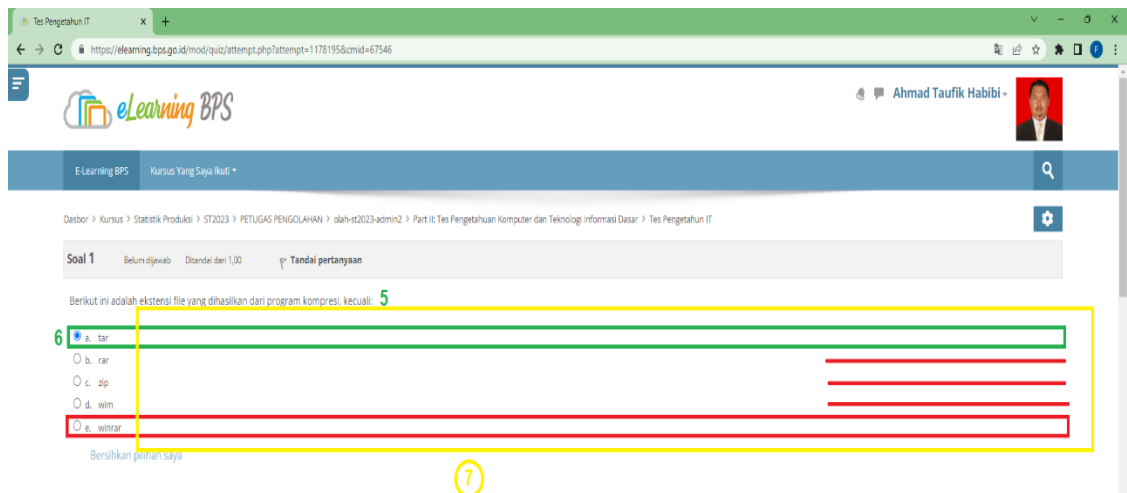 Tes Pengetahun IT
https://elearning.bps.go.id/mod/quiz/attempt.php?attempt=1178195&cmid=67546
F
eLearning BPS
Ahmad Taufik Habibi
E-Learning BPS Kursus Yang Saya Ikuti
Dasbor > Kursus > Statistik Produksi > ST2023 > PETUGAS PENGOLAHAN > olah-st2023-admin2 > Part II: Tes Pengetahuan Komputer dan Teknologi Informasi Dasar > Tes Pengetahun IT
Soal 1 Belum dijawab Ditandai dari 1,00 Tandai pertanyaan
Berikut ini adalah ekstensi file yang dihasilkan dari program kompresi, kecuali: 5
6 a. tar
b. rar
c. zip
d. wim
e. winrar
Bersihkan pilihan saya
7